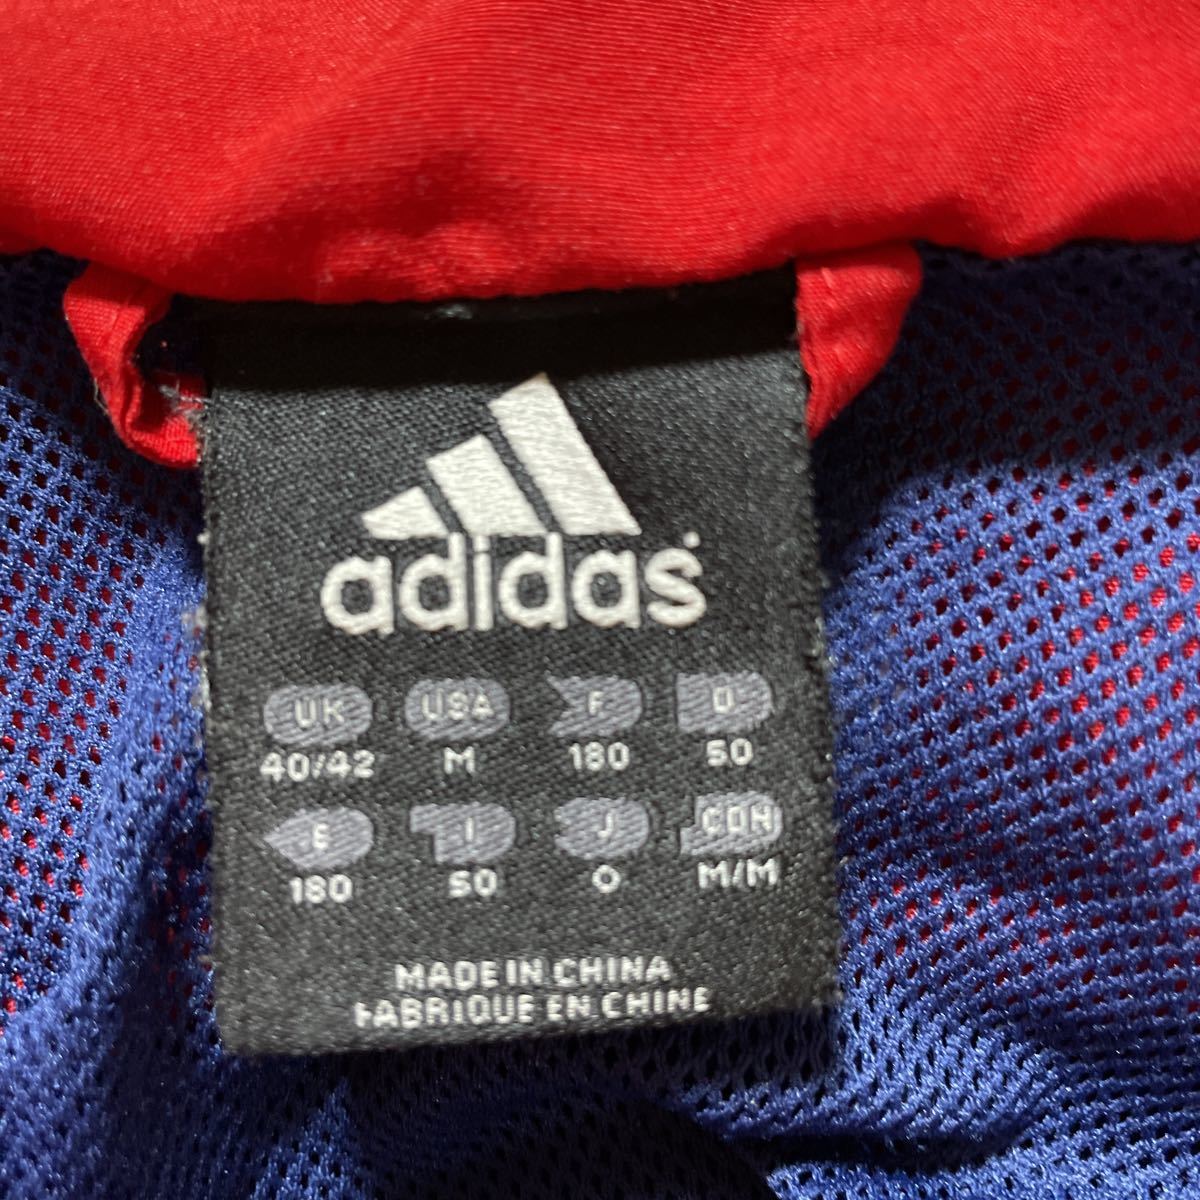 adidas
UK USA F D
40/42 M 180 50
E I J CDN
180 50 O M/M
MADE IN CHINA
FABRIQUE EN CHINE